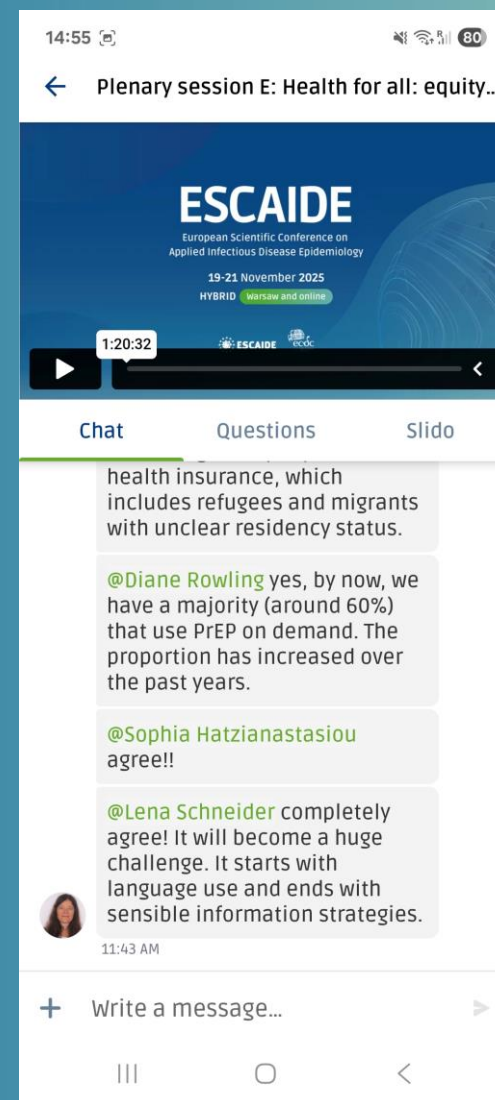 14:55
80
Plenary session E: Health for all: equity..
ESCAIDE
European Scientific Conference on
Applied Infectious Disease Epidemiology
19-21 November 2025
HYBRID Warsaw and online
1:20:32
ESCAIDE ecdc
Chat Questions Slido
health insurance, which
includes refugees and migrants
with unclear residency status.
@Diane Rowling yes, by now, we
have a majority (around 60%)
that use PrEP on demand. The
proportion has increased over
the past years.
@Sophia Hatzianastasiou
agree!!
@Lena Schneider completely
agree! It will become a huge
challenge. It starts with
language use and ends with
sensible information strategies.
11:43 AM
Write a message...